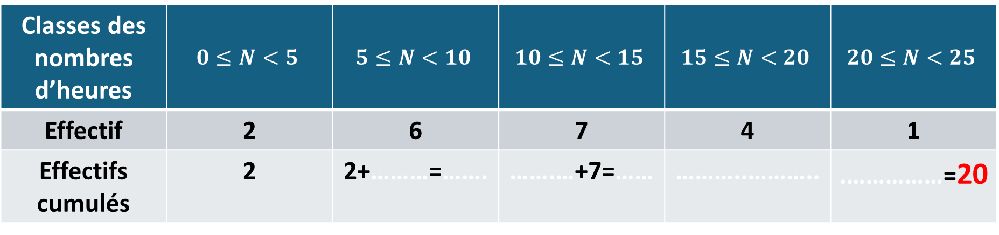 Classes des nombres d’heures 0 ≤ N < 5 5 ≤ N < 10 10 ≤ N < 15 15 ≤ N < 20 20 ≤ N < 25
Effectif 2 6 7 4 1
Effectifs cumulés 2 2+.........=....... ..........+7=...... ...................... ................=20